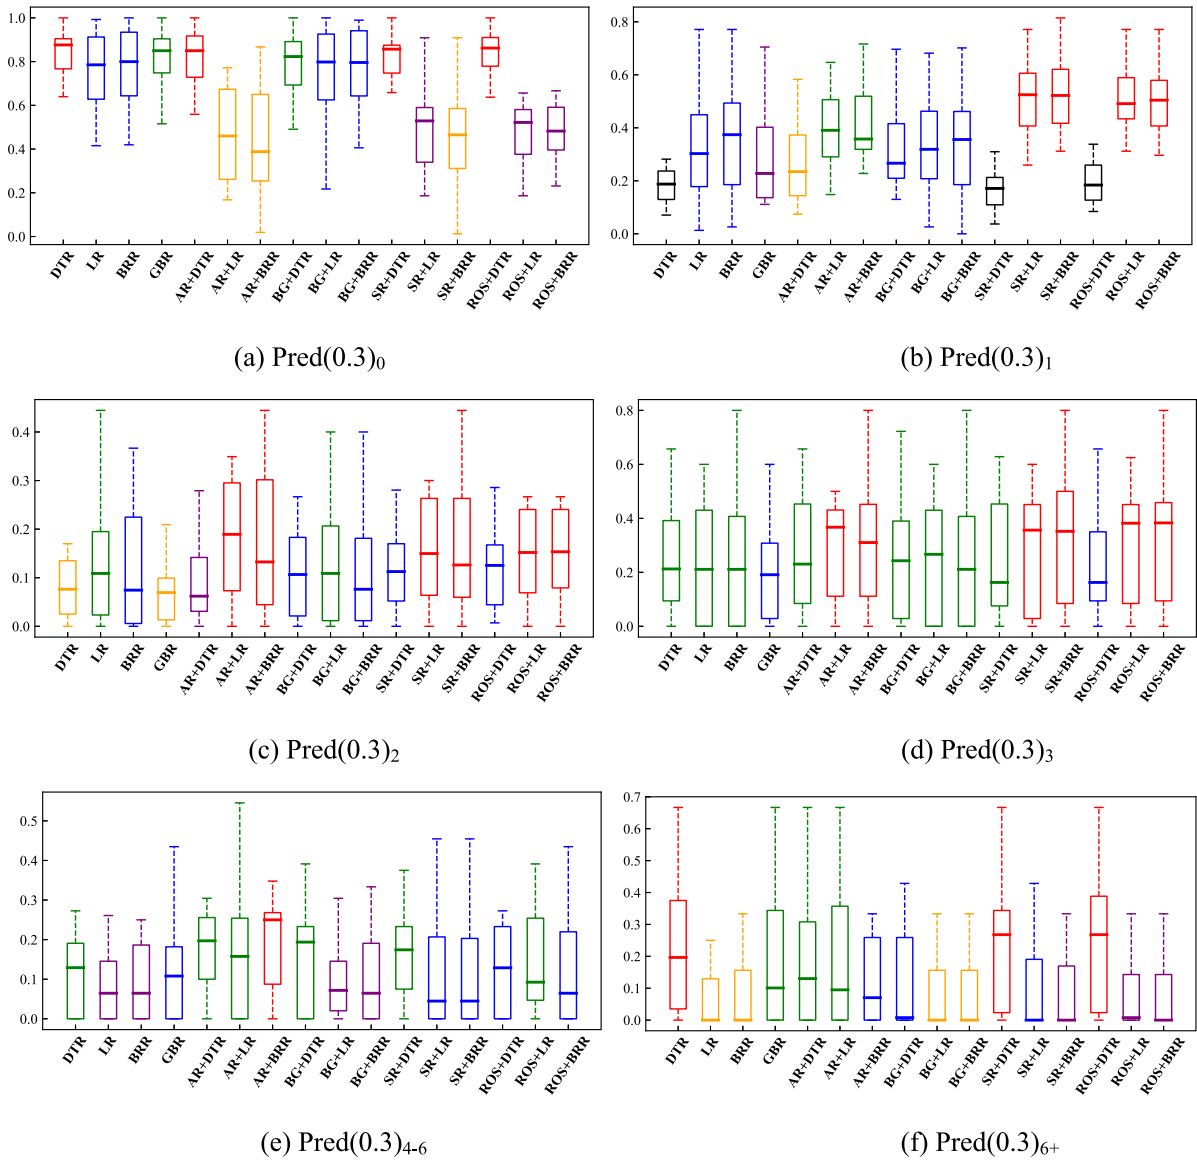 1.0
0.8
0.6
0.4
0.2
0.0
DTR LR BRR GBR AR+DTR AR+LR AR+BRR BG+DTR BG+LR BG+BRR SR+DTR SR+LR SR+BRR ROS+DTR ROS+LR ROS+BRR
(a) Pred(0.3)₀
0.8
0.6
0.4
0.2
0.0
DTR LR BRR GBR AR+DTR AR+LR AR+BRR BG+DTR BG+LR BG+BRR SR+DTR SR+LR SR+BRR ROS+DTR ROS+LR ROS+BRR
(b) Pred(0.3)₁
0.4
0.3
0.2
0.1
0.0
DTR LR BRR GBR AR+DTR AR+LR AR+BRR BG+DTR BG+LR BG+BRR SR+DTR SR+LR SR+BRR ROS+DTR ROS+LR ROS+BRR
(c) Pred(0.3)₂
0.8
0.6
0.4
0.2
0.0
DTR LR BRR GBR AR+DTR AR+LR AR+BRR BG+DTR BG+LR BG+BRR SR+DTR SR+LR SR+BRR ROS+DTR ROS+LR ROS+BRR
(d) Pred(0.3)₃
0.5
0.4
0.3
0.2
0.1
0.0
DTR LR BRR GBR AR+DTR AR+LR AR+BRR BG+DTR BG+LR BG+BRR SR+DTR SR+LR SR+BRR ROS+DTR ROS+LR ROS+BRR
(e) Pred(0.3)₄₋₆
0.7
0.6
0.5
0.4
0.3
0.2
0.1
0.0
DTR LR BRR GBR AR+DTR AR+LR AR+BRR BG+DTR BG+LR BG+BRR SR+DTR SR+LR SR+BRR ROS+DTR ROS+LR ROS+BRR
(f) Pred(0.3)₆₊